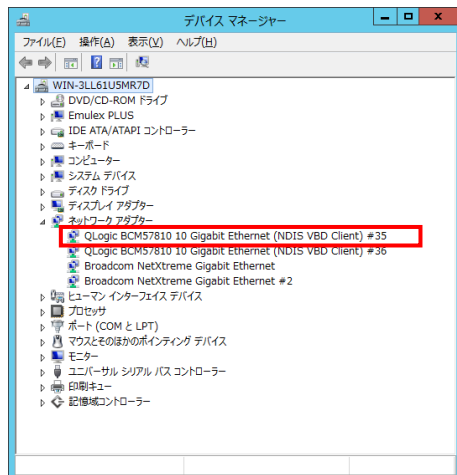 デバイス マネージャー
ファイル(F) 操作(A) 表示(V) ヘルプ(H)
WIN-3LL61U5MR7D
DVD/CD-ROM ドライブ
Emulex PLUS
IDE ATA/ATAPI コントローラー
キーボード
コンピューター
システム デバイス
ディスク ドライブ
ディスプレイ アダプター
ネットワーク アダプター
QLogic BCM57810 10 Gigabit Ethernet (NDIS VBD Client) #35
QLogic BCM57810 10 Gigabit Ethernet (NDIS VBD Client) #36
Broadcom NetXtreme Gigabit Ethernet
Broadcom NetXtreme Gigabit Ethernet #2
ヒューマン インターフェイス デバイス
プロセッサ
ポート (COM と LPT)
マウスとそのほかのポインティング デバイス
モニター
ユニバーサル シリアル バス コントローラー
印刷キュー
記憶域コントローラー